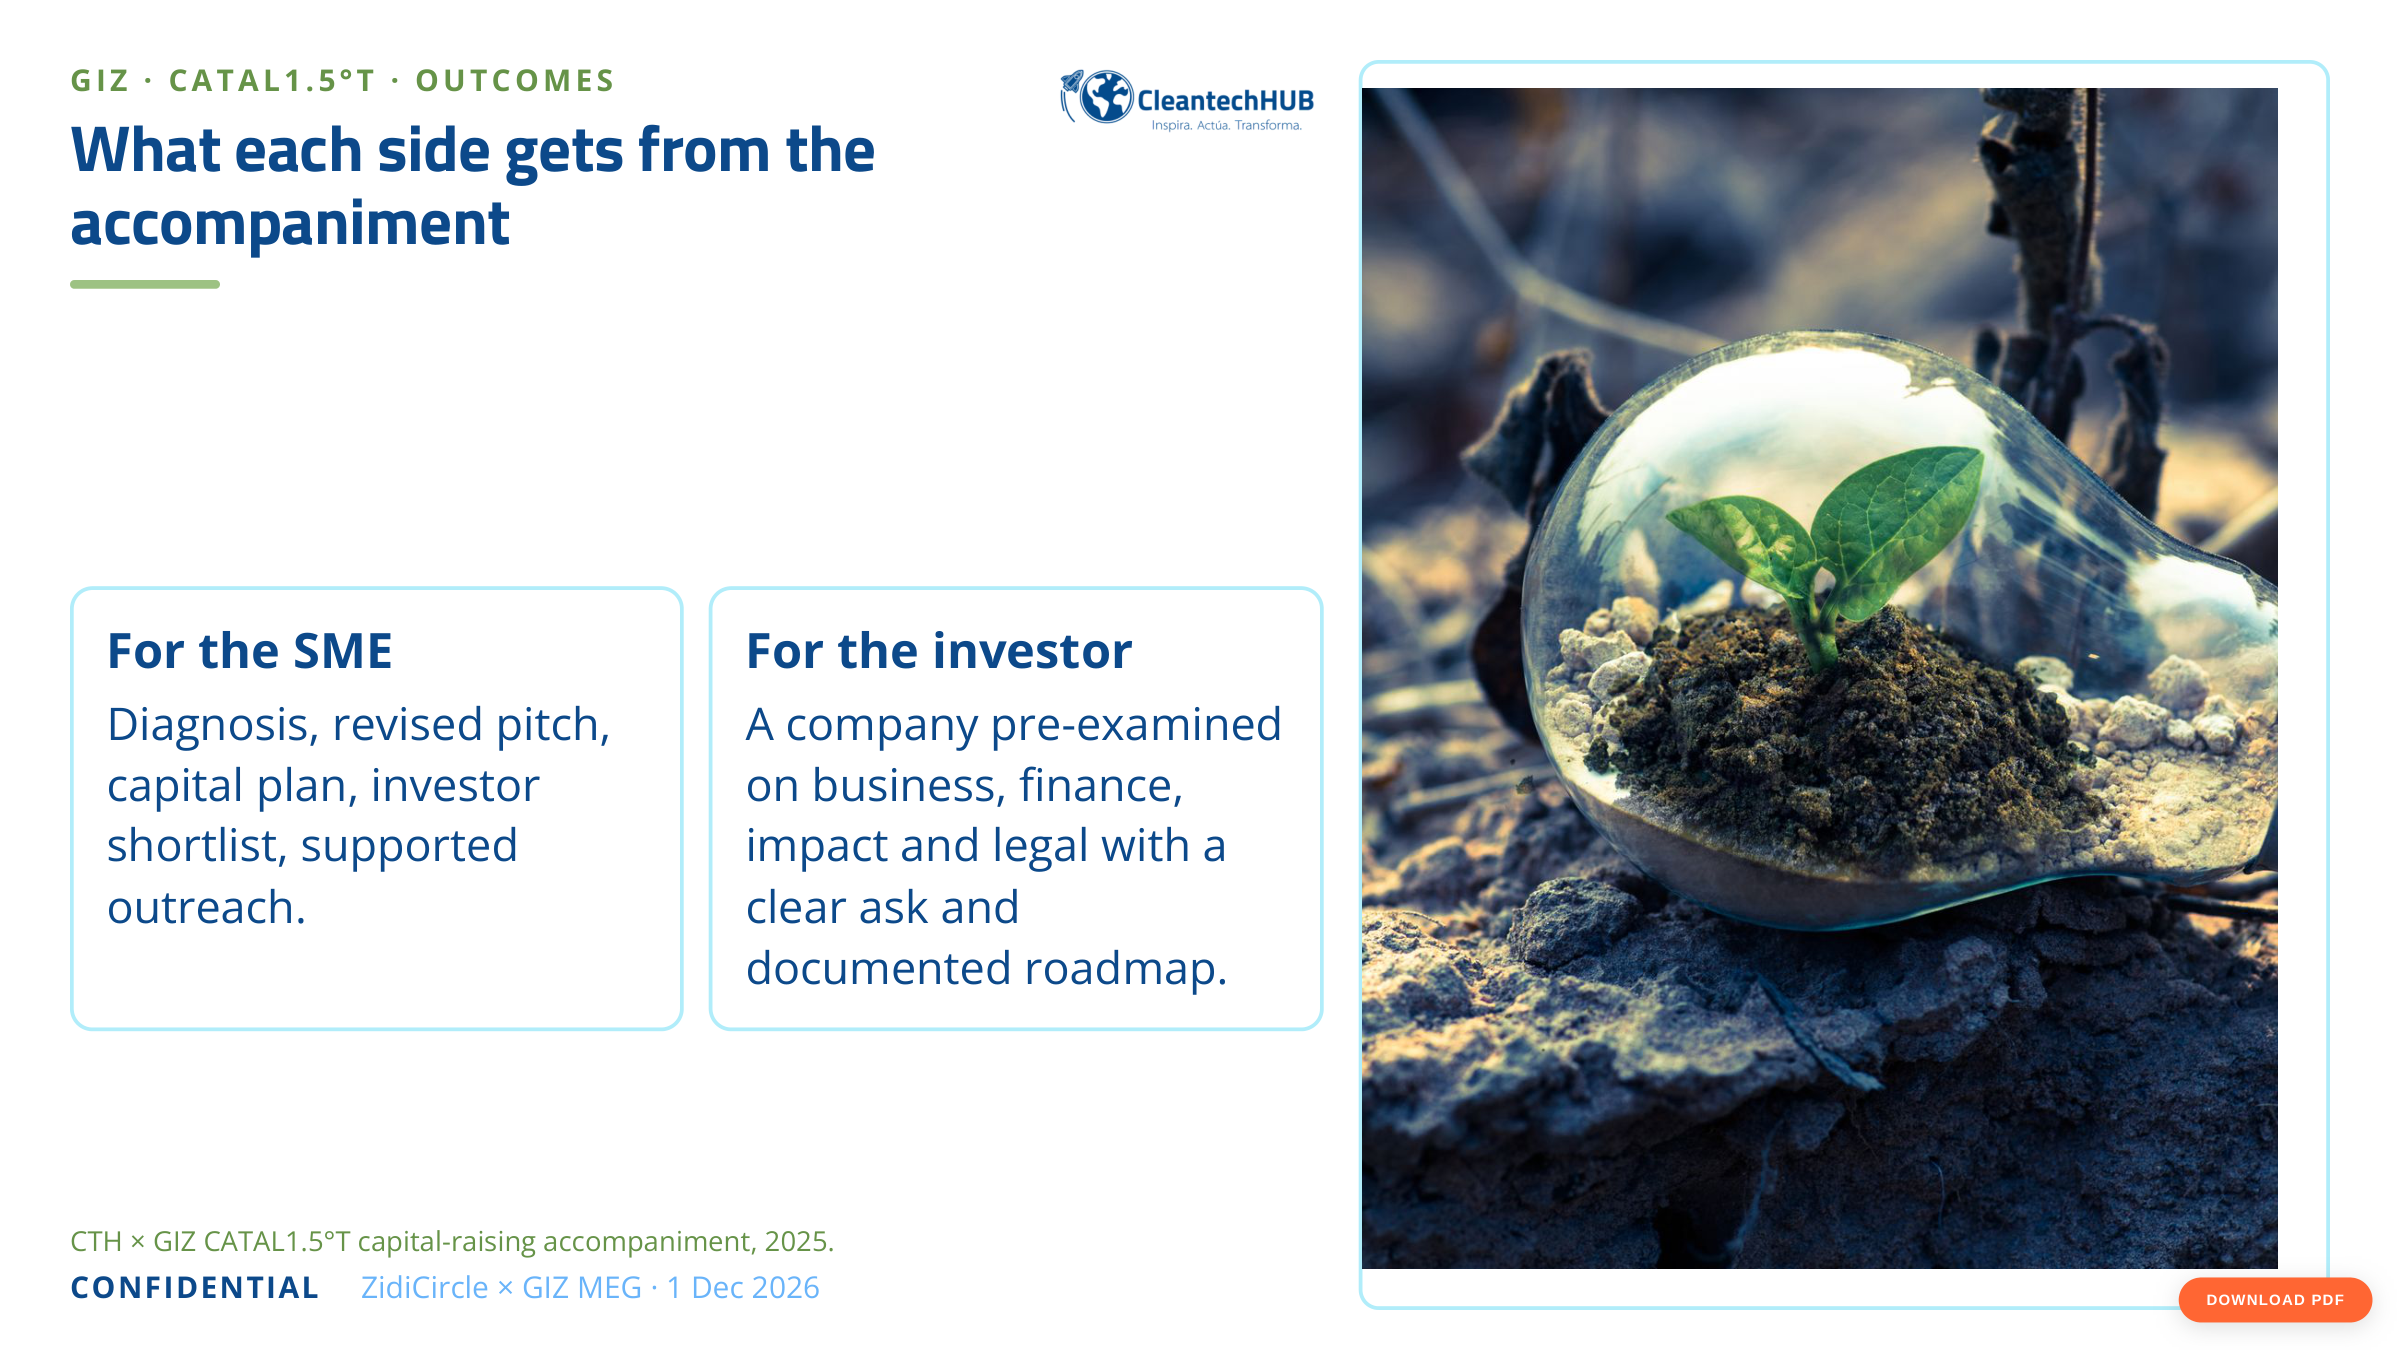 GIZ · CATAL1.5°T · OUTCOMES
What each side gets from the
accompaniment
CleantechHUB
Inspira. Actúa. Transforma.
For the SME
Diagnosis, revised pitch,
capital plan, investor
shortlist, supported
outreach.
For the investor
A company pre-examined
on business, finance,
impact and legal with a
clear ask and
documented roadmap.
CTH × GIZ CATAL1.5°T capital-raising accompaniment, 2025.
CONFIDENTIAL ZidiCircle × GIZ MEG · 1 Dec 2026
DOWNLOAD PDF